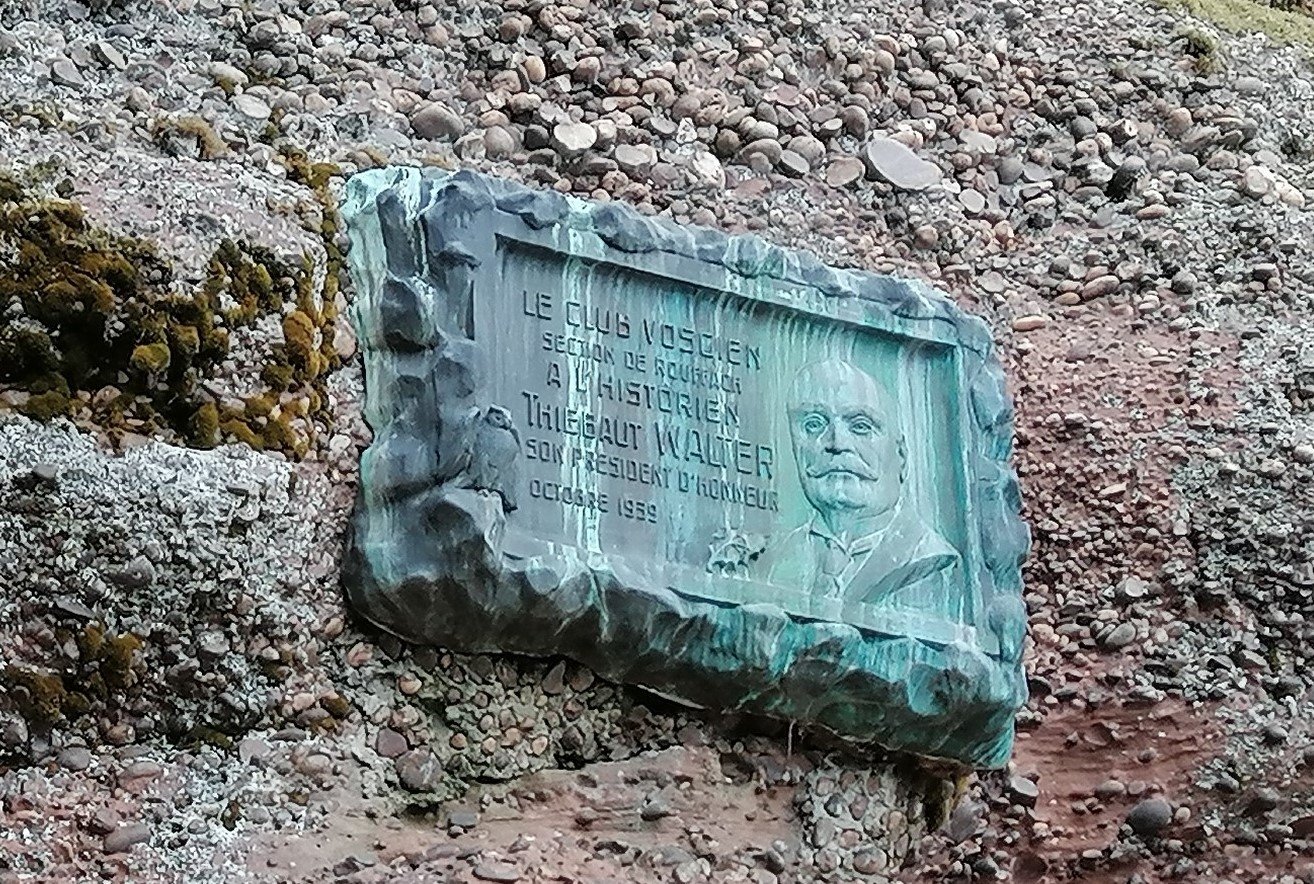 LE CLUB VOSGIEN
SECTION DE ROUFFACH
A L'HISTORIEN
THIEBAUT WALTER
SON PRÉSIDENT D'HONNEUR
OCTOBRE 1939